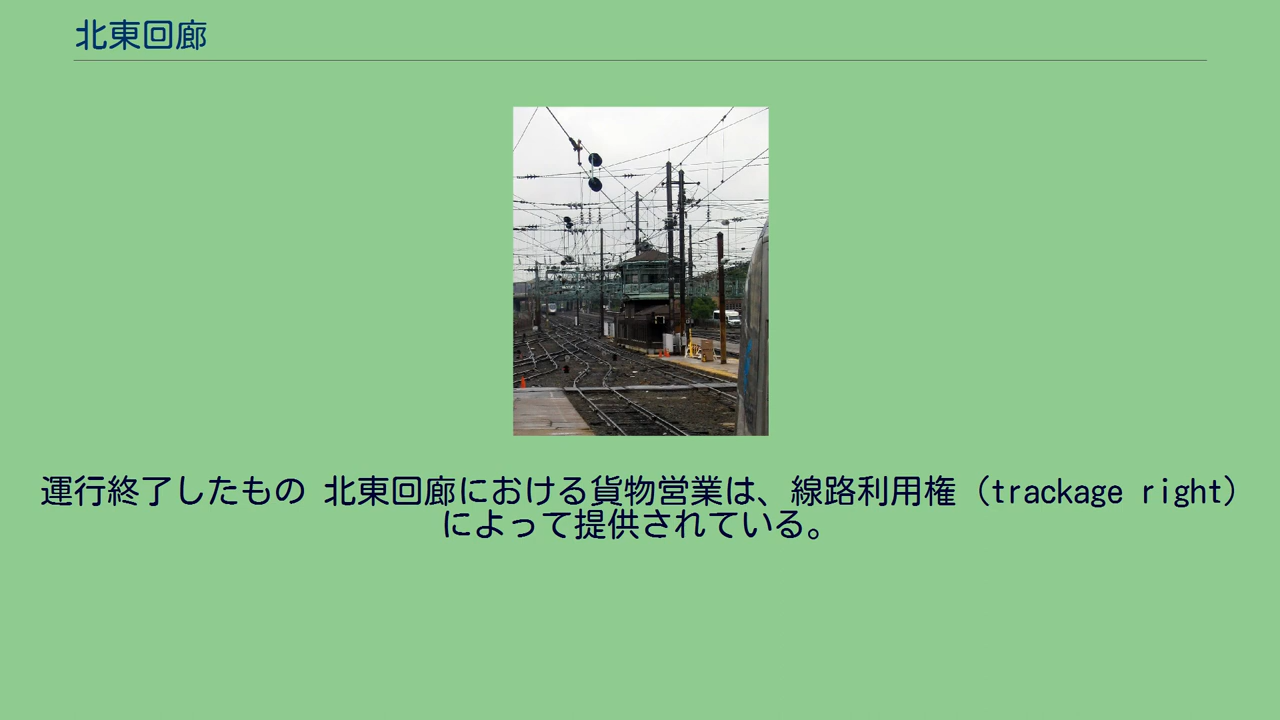 北東回廊
運行終了したもの 北東回廊における貨物営業は、線路利用権（trackage right）
によって提供されている。